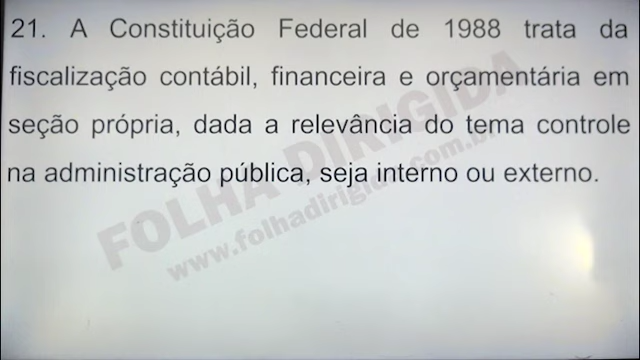 21. A Constituição Federal de 1988 trata da
fiscalização contábil, financeira e orçamentária em
seção própria, dada a relevância do tema controle
na administração pública, seja interno ou externo.
FOLHA DIRIGIDA
www.folhadirigida.com.br